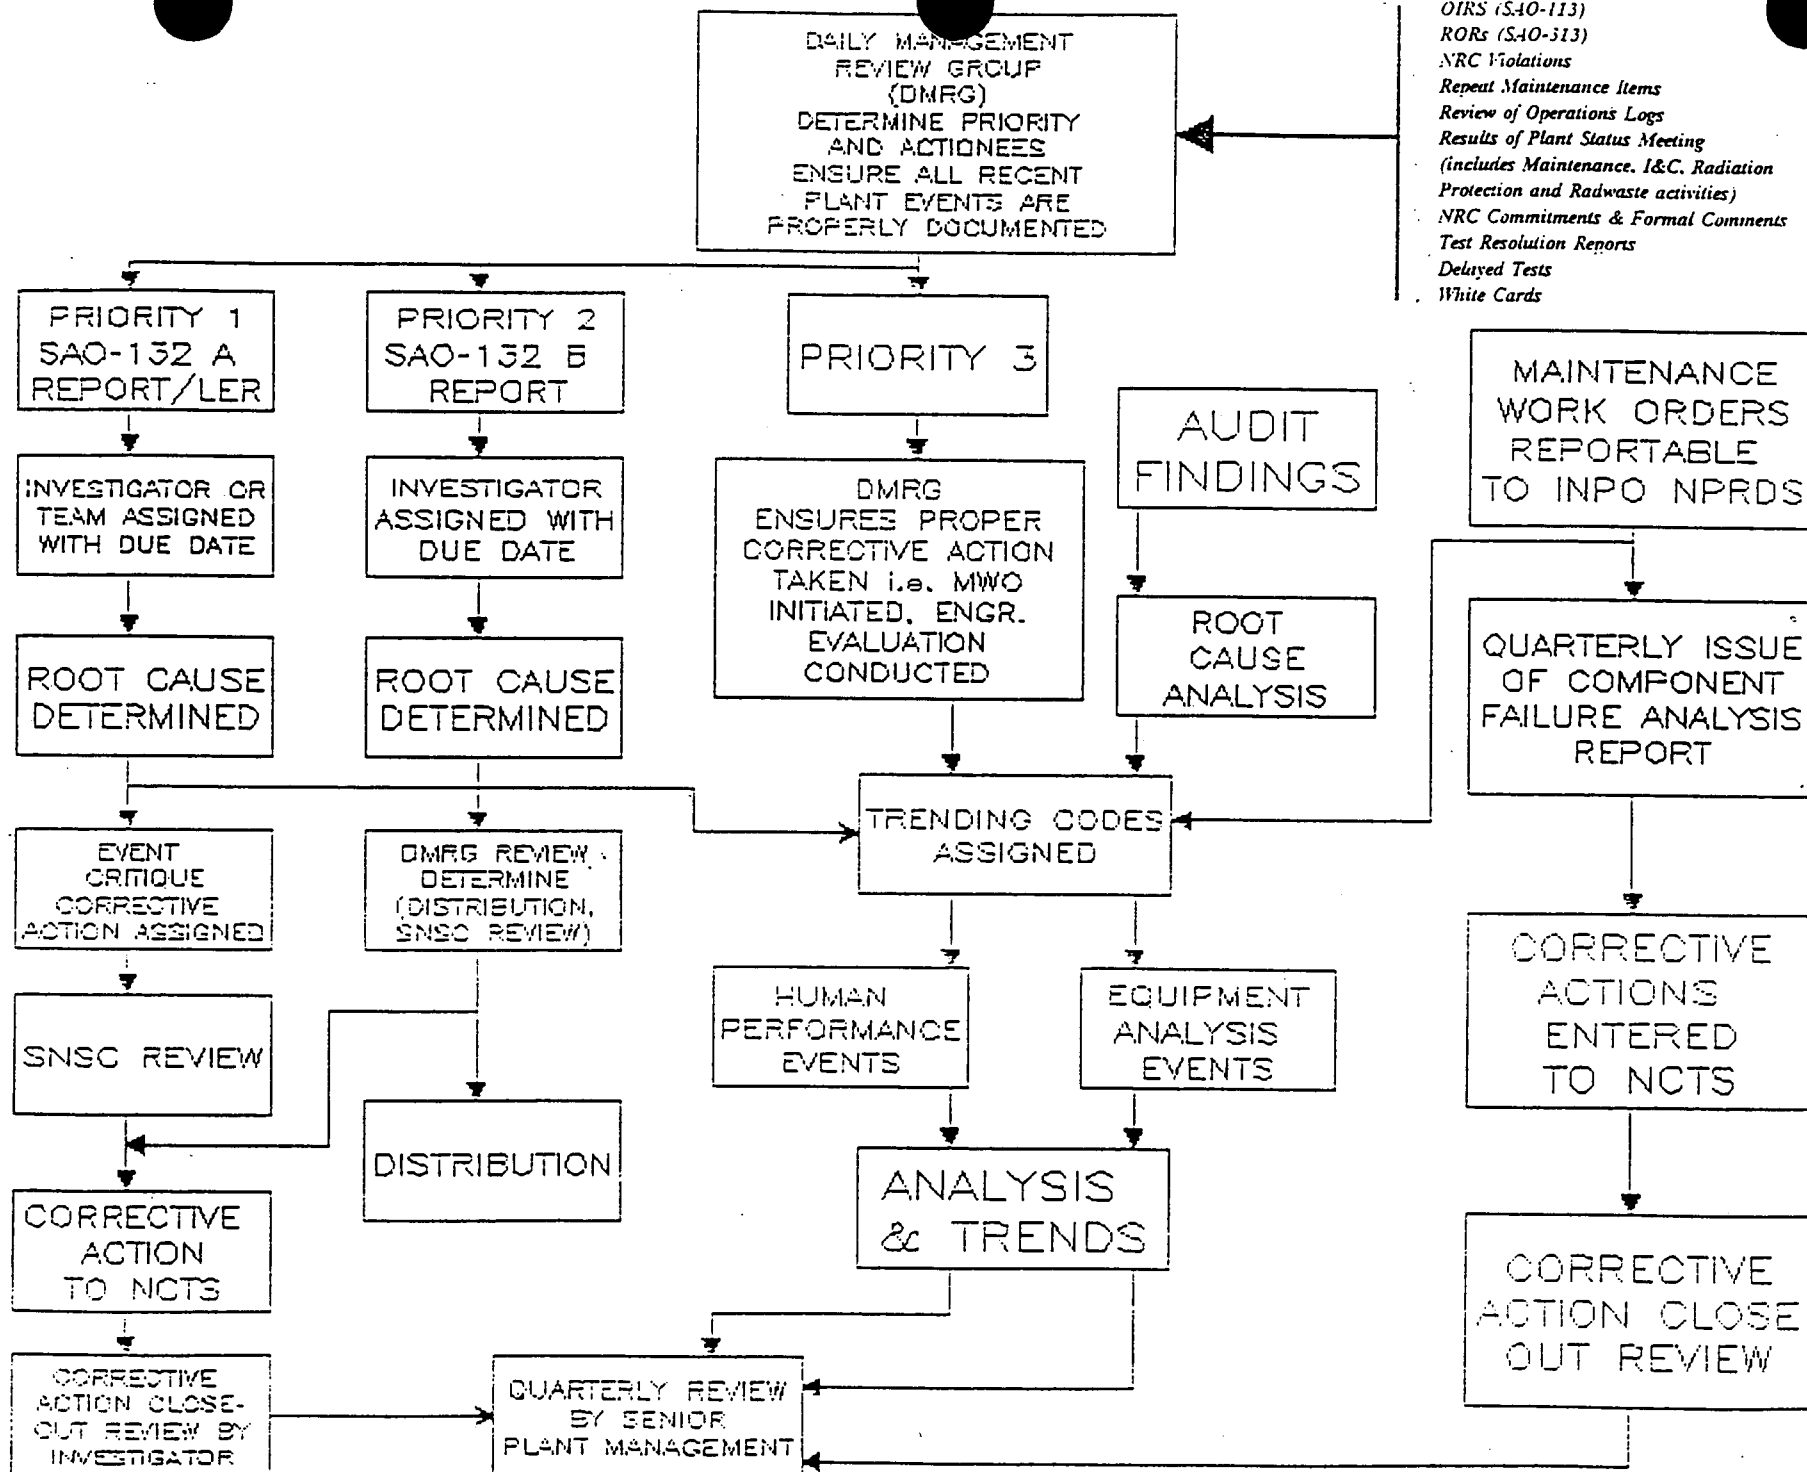 OIRS (SAO-113)
RORs (SAO-313)
NRC Violations
Repeat Maintenance Items
Review of Operations Logs
Results of Plant Status Meeting
(includes Maintenance, I&C, Radiation
Protection and Radwaste activities)
NRC Commitments & Formal Comments
Test Resolution Reports
Delayed Tests
White Cards
DAILY MANAGEMENT
REVIEW GROUP
(DMRG)
DETERMINE PRIORITY
AND ACTIONEES
ENSURE ALL RECENT
PLANT EVENTS ARE
PROPERLY DOCUMENTED
PRIORITY 1
SAO-132 A
REPORT/LER
PRIORITY 2
SAO-132 B
REPORT
PRIORITY 3
AUDIT
FINDINGS
MAINTENANCE
WORK ORDERS
REPORTABLE
TO INPO NPRDS
INVESTIGATOR OR
TEAM ASSIGNED
WITH DUE DATE
INVESTIGATOR
ASSIGNED WITH
DUE DATE
DMRG
ENSURES PROPER
CORRECTIVE ACTION
TAKEN i.e. MWO
INITIATED, ENGR.
EVALUATION
CONDUCTED
ROOT
CAUSE
ANALYSIS
QUARTERLY ISSUE
OF COMPONENT
FAILURE ANALYSIS
REPORT
ROOT CAUSE
DETERMINED
ROOT CAUSE
DETERMINED
TRENDING CODES
ASSIGNED
EVENT
CRITIQUE
CORRECTIVE
ACTION ASSIGNED
DMRG REVIEW
DETERMINE
(DISTRIBUTION,
SNSC REVIEW)
CORRECTIVE
ACTIONS
ENTERED
TO NCTS
HUMAN
PERFORMANCE
EVENTS
EQUIPMENT
ANALYSIS
EVENTS
SNSC REVIEW
DISTRIBUTION
ANALYSIS
& TRENDS
CORRECTIVE
ACTION
TO NCTS
CORRECTIVE
ACTION CLOSE
OUT REVIEW
CORRECTIVE
ACTION CLOSE-
OUT REVIEW BY
INVESTIGATOR
QUARTERLY REVIEW
BY SENIOR
PLANT MANAGEMENT